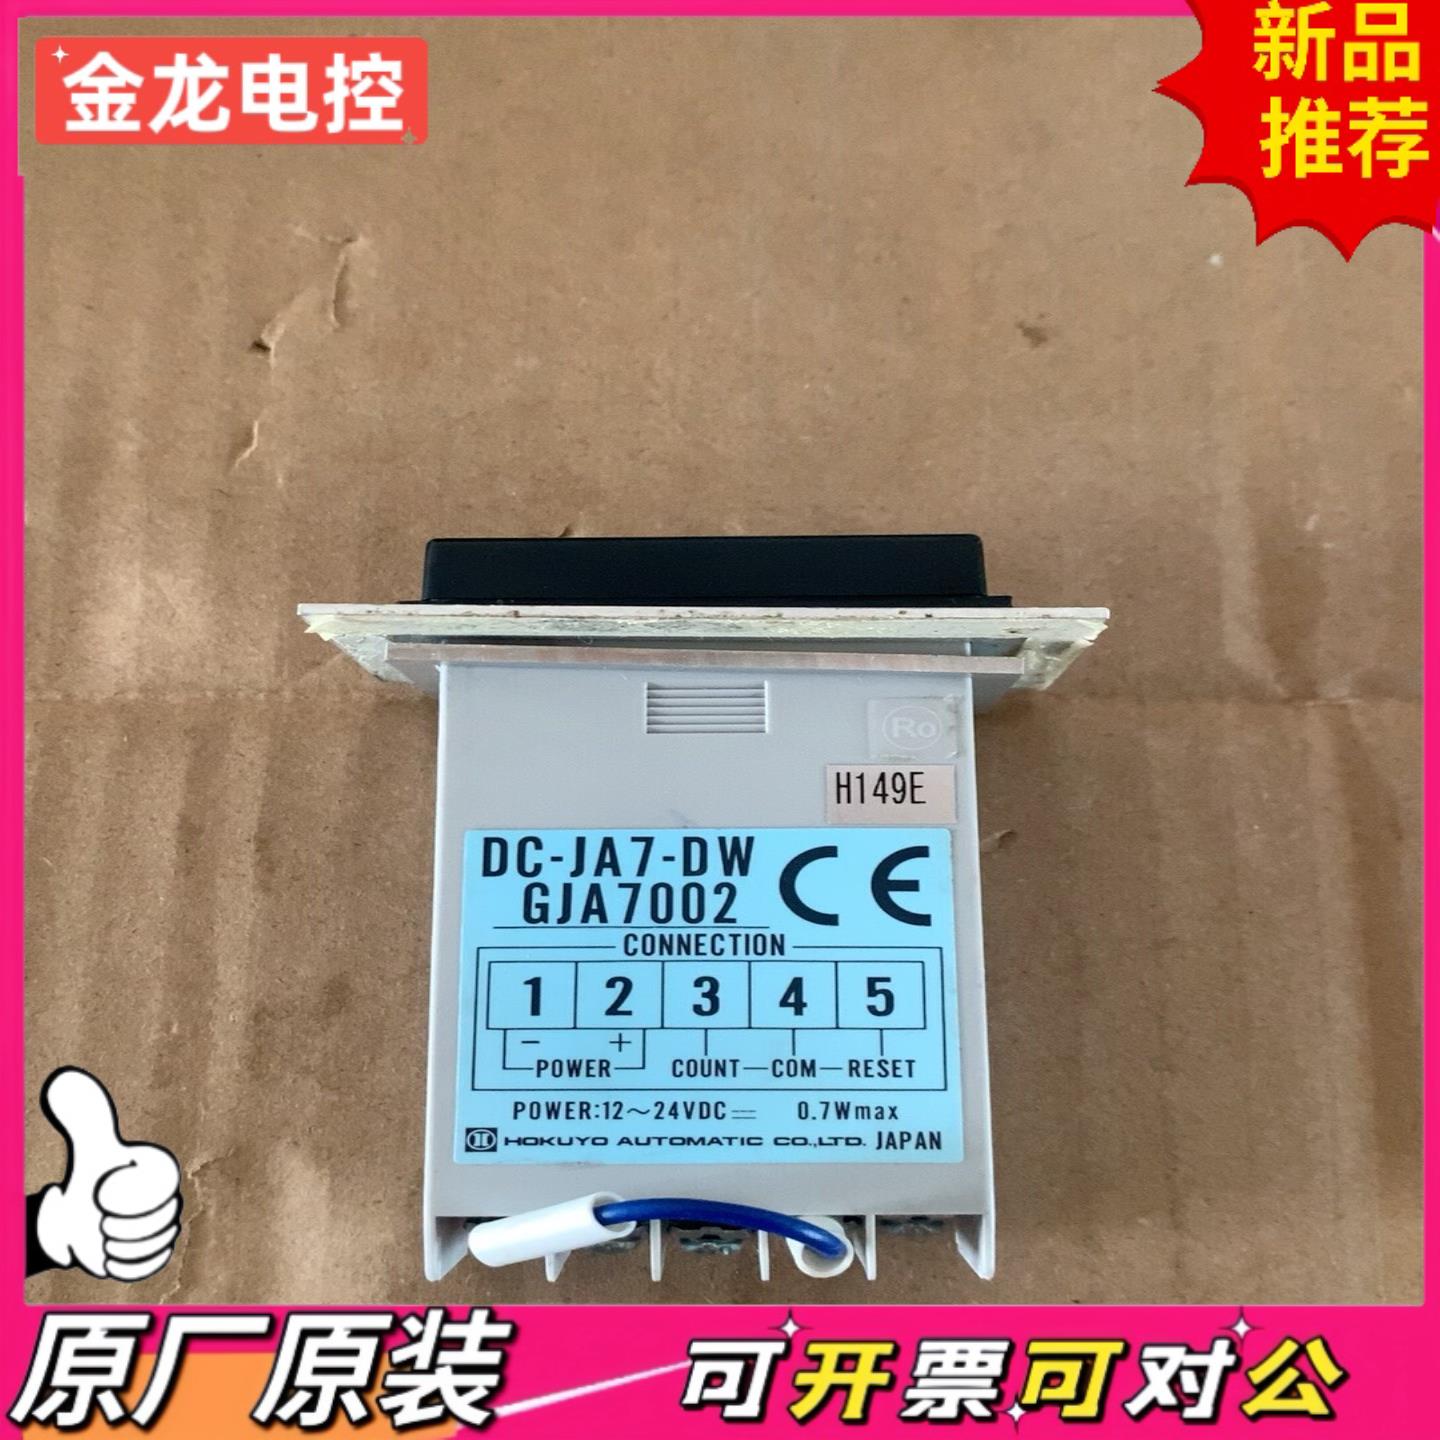 金龙电控
新品
推荐
Ro
H149E
DC-JA7-DW
GJA7002
CE
CONNECTION
1 2 3 4 5
- +
POWER COUNT COM RESET
POWER:12～24VDC⎓ 0.7Wmax
HOKUYO AUTOMATIC CO.,LTD. JAPAN
原厂原装
可开票可对公